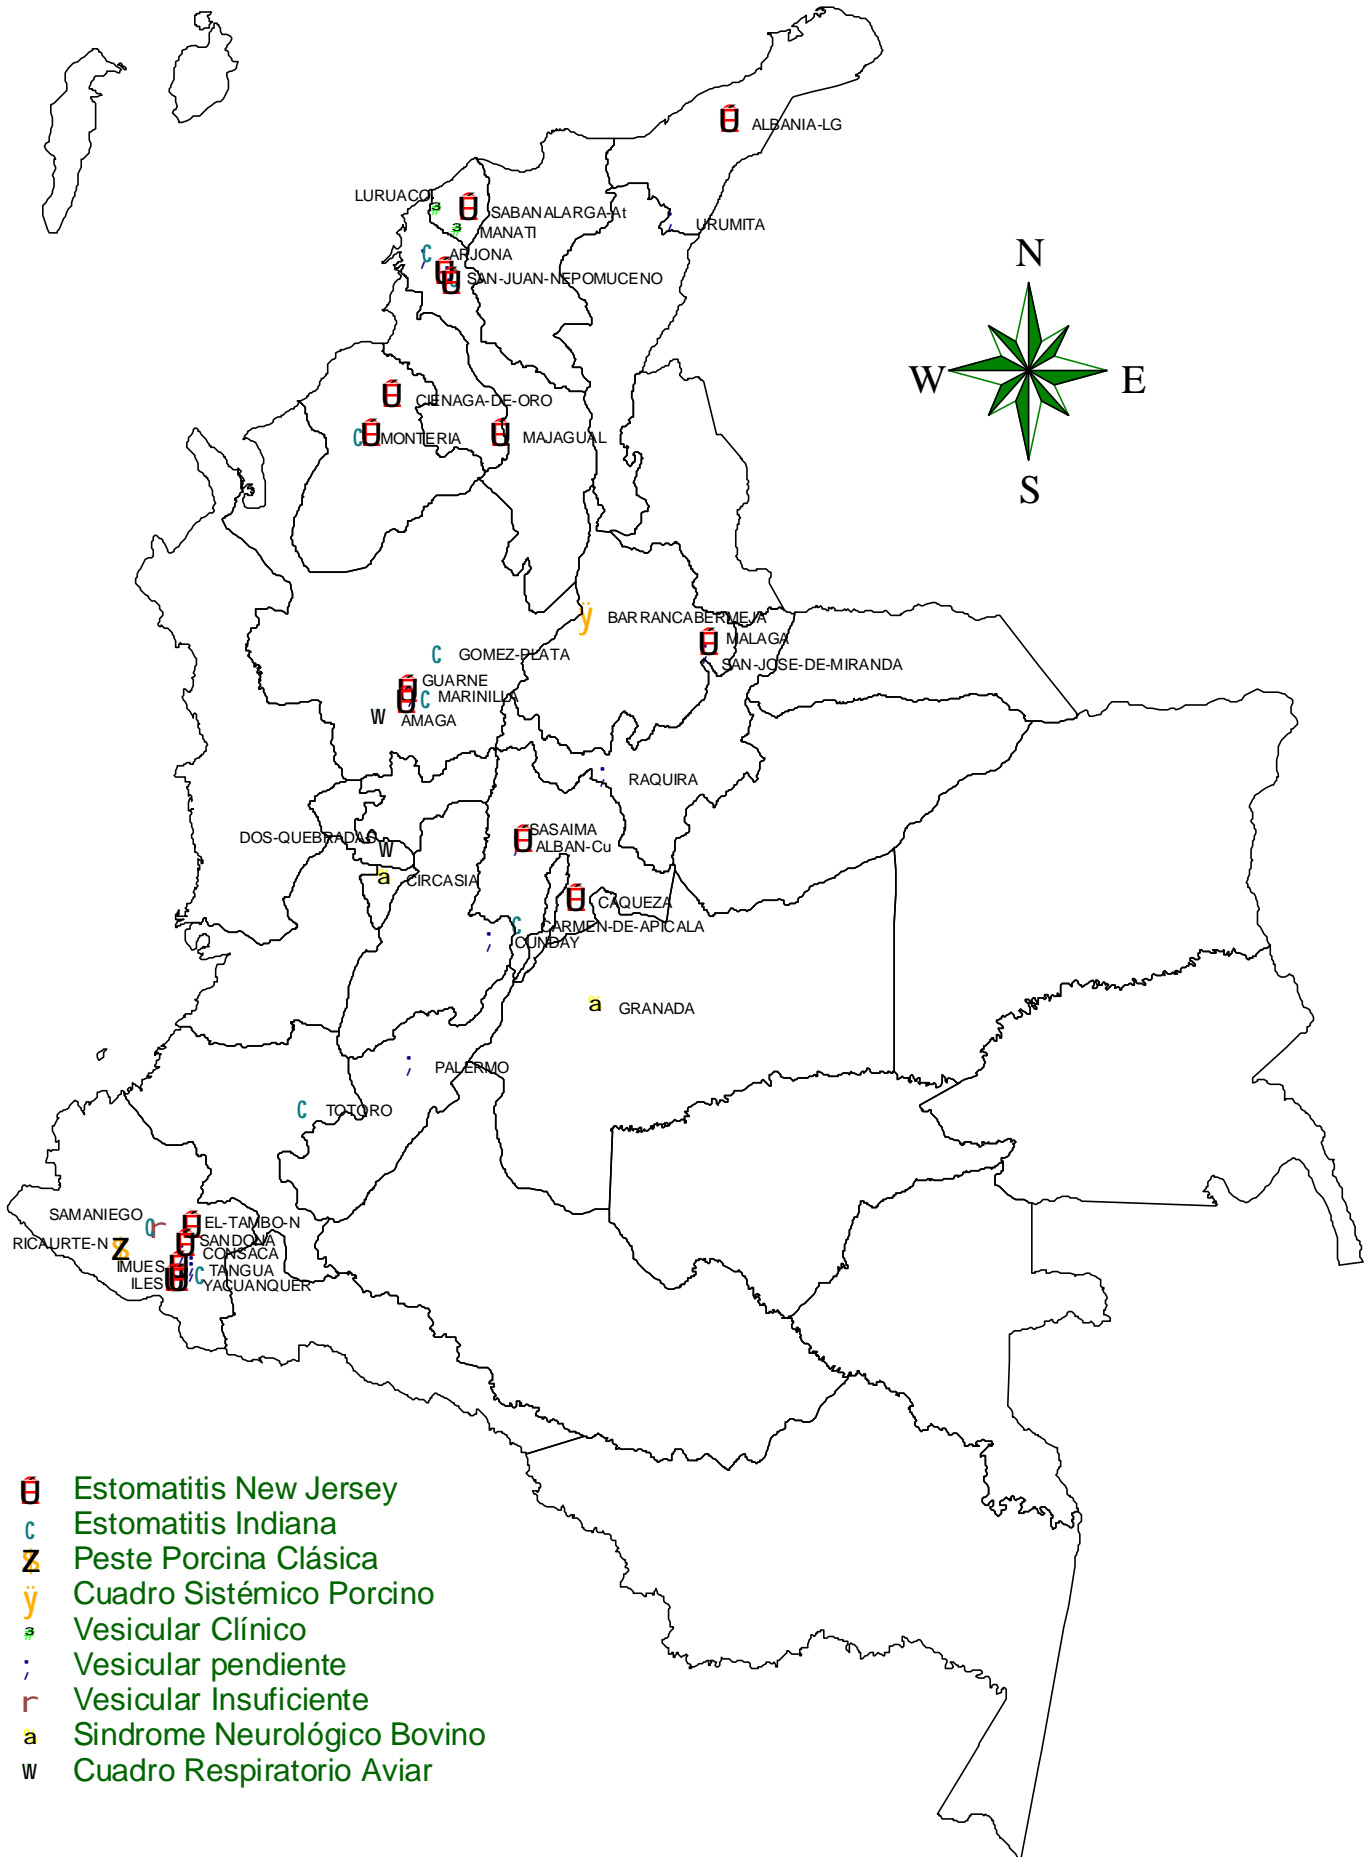 ALBANIA-LG
LURUACO
SABANALARGA-At
MANATI
URUMITA
ARJONA
SAN-JUAN-NEPOMUCENO
N
W
E
S
CIENAGA-DE-ORO
MONTERIA
MAJAGUAL
BARRANCABERMEJA
MALAGA
SAN-JOSE-DE-MIRANDA
GOMEZ-PLATA
GUARNE
MARINILLA
AMAGA
RAQUIRA
DOS-QUEBRADAS
SASAIMA
ALBAN-Cu
CIRCASIA
CAQUEZA
CARMEN-DE-APICALA
CUNDAY
GRANADA
PALERMO
TOTORO
SAMANIEGO
EL-TAMBO-N
RICAURTE-N
SANDONA
CONSACA
IMUES
TANGUA
ILES
YACUANQUER
Ú Estomatitis New Jersey
C Estomatitis Indiana
Z Peste Porcina Clásica
ÿ Cuadro Sistémico Porcino
³ Vesicular Clínico
; Vesicular pendiente
r Vesicular Insuficiente
a Sindrome Neurológico Bovino
W Cuadro Respiratorio Aviar